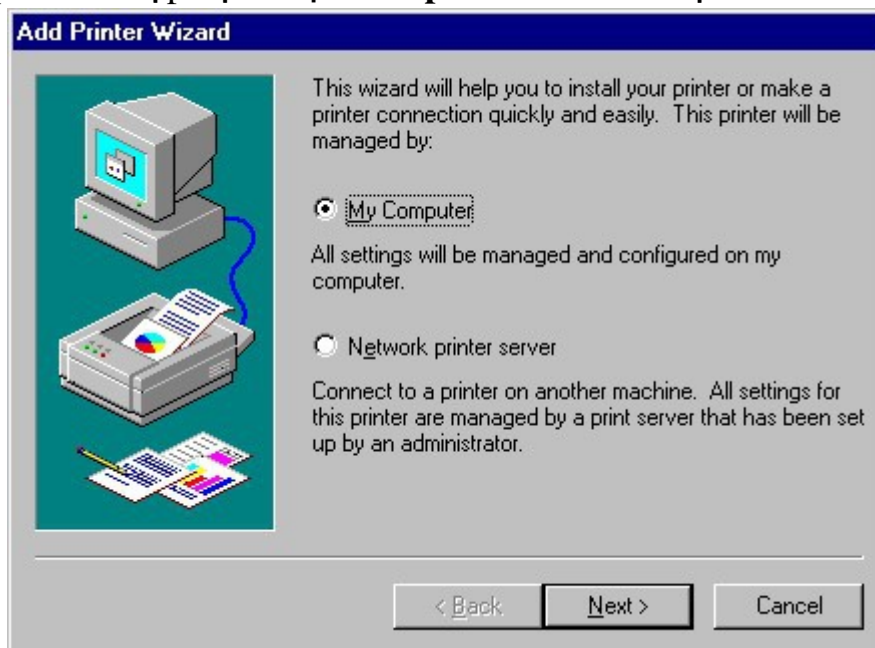 Add Printer Wizard
This wizard will help you to install your printer or make a
printer connection quickly and easily. This printer will be
managed by:
My Computer
All settings will be managed and configured on my
computer.
Network printer server
Connect to a printer on another machine. All settings for
this printer are managed by a print server that has been set
up by an administrator.
< Back
Next >
Cancel